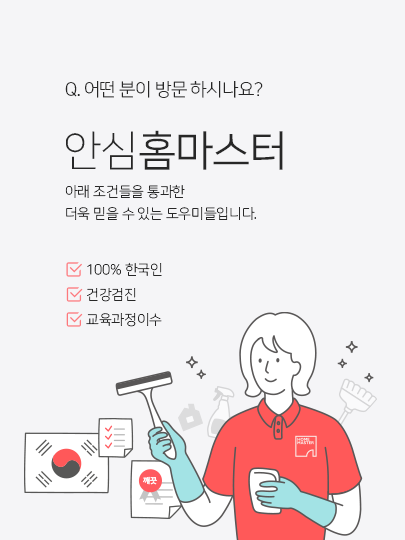 Q. 어떤 분이 방문 하시나요?
안심홈마스터
아래 조건들을 통과한
더욱 믿을 수 있는 도우미들입니다.
100% 한국인
건강검진
교육과정이수
HOME
MASTER
깨끗